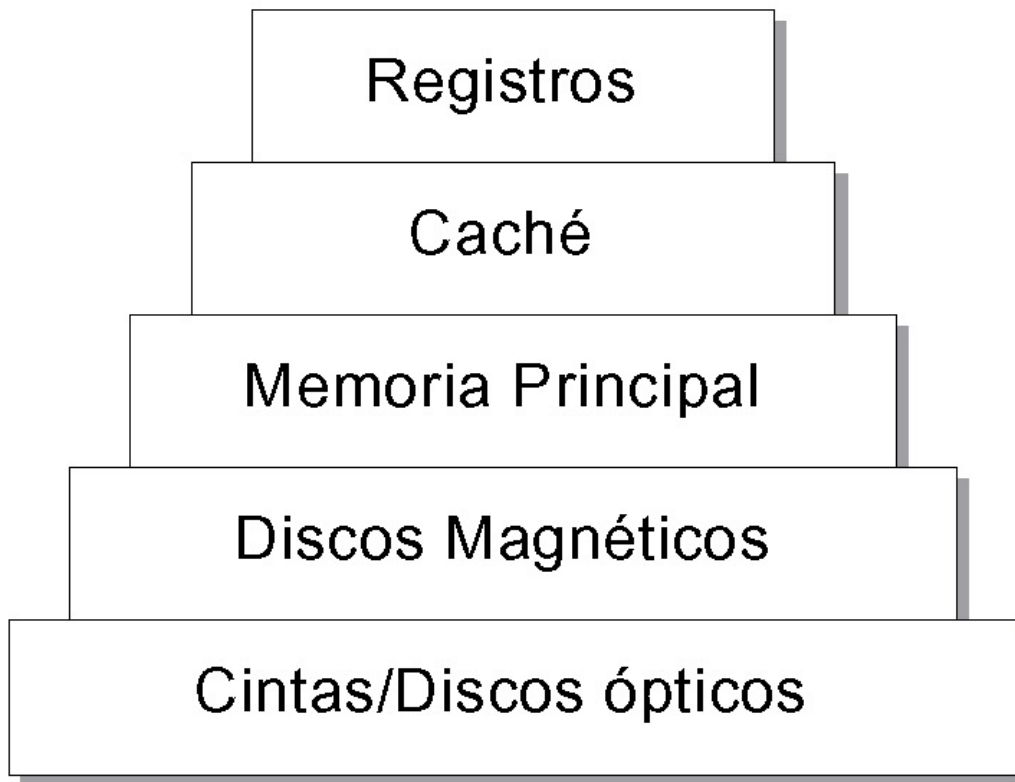 Registros
Caché
Memoria Principal
Discos Magnéticos
Cintas/Discos ópticos